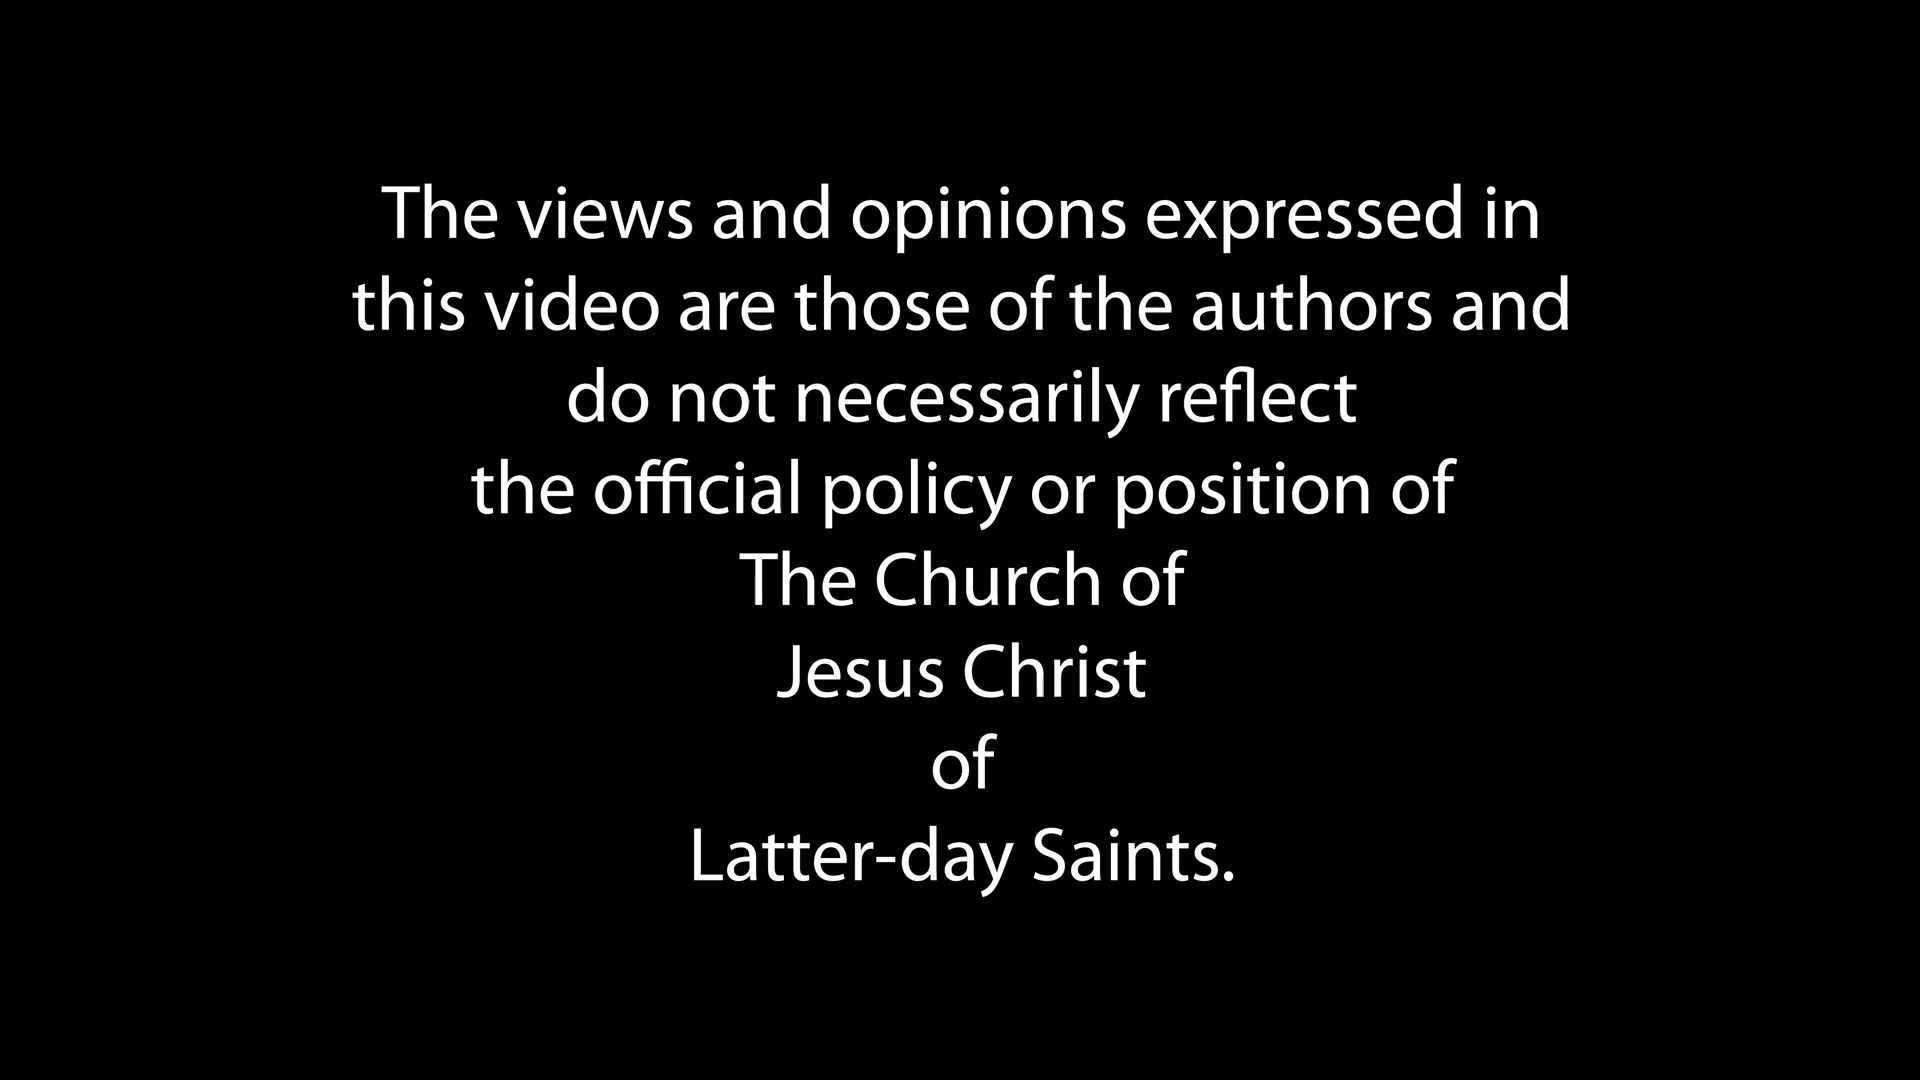 The views and opinions expressed in
this video are those of the authors and
do not necessarily reflect
the official policy or position of
The Church of
Jesus Christ
of
Latter-day Saints.